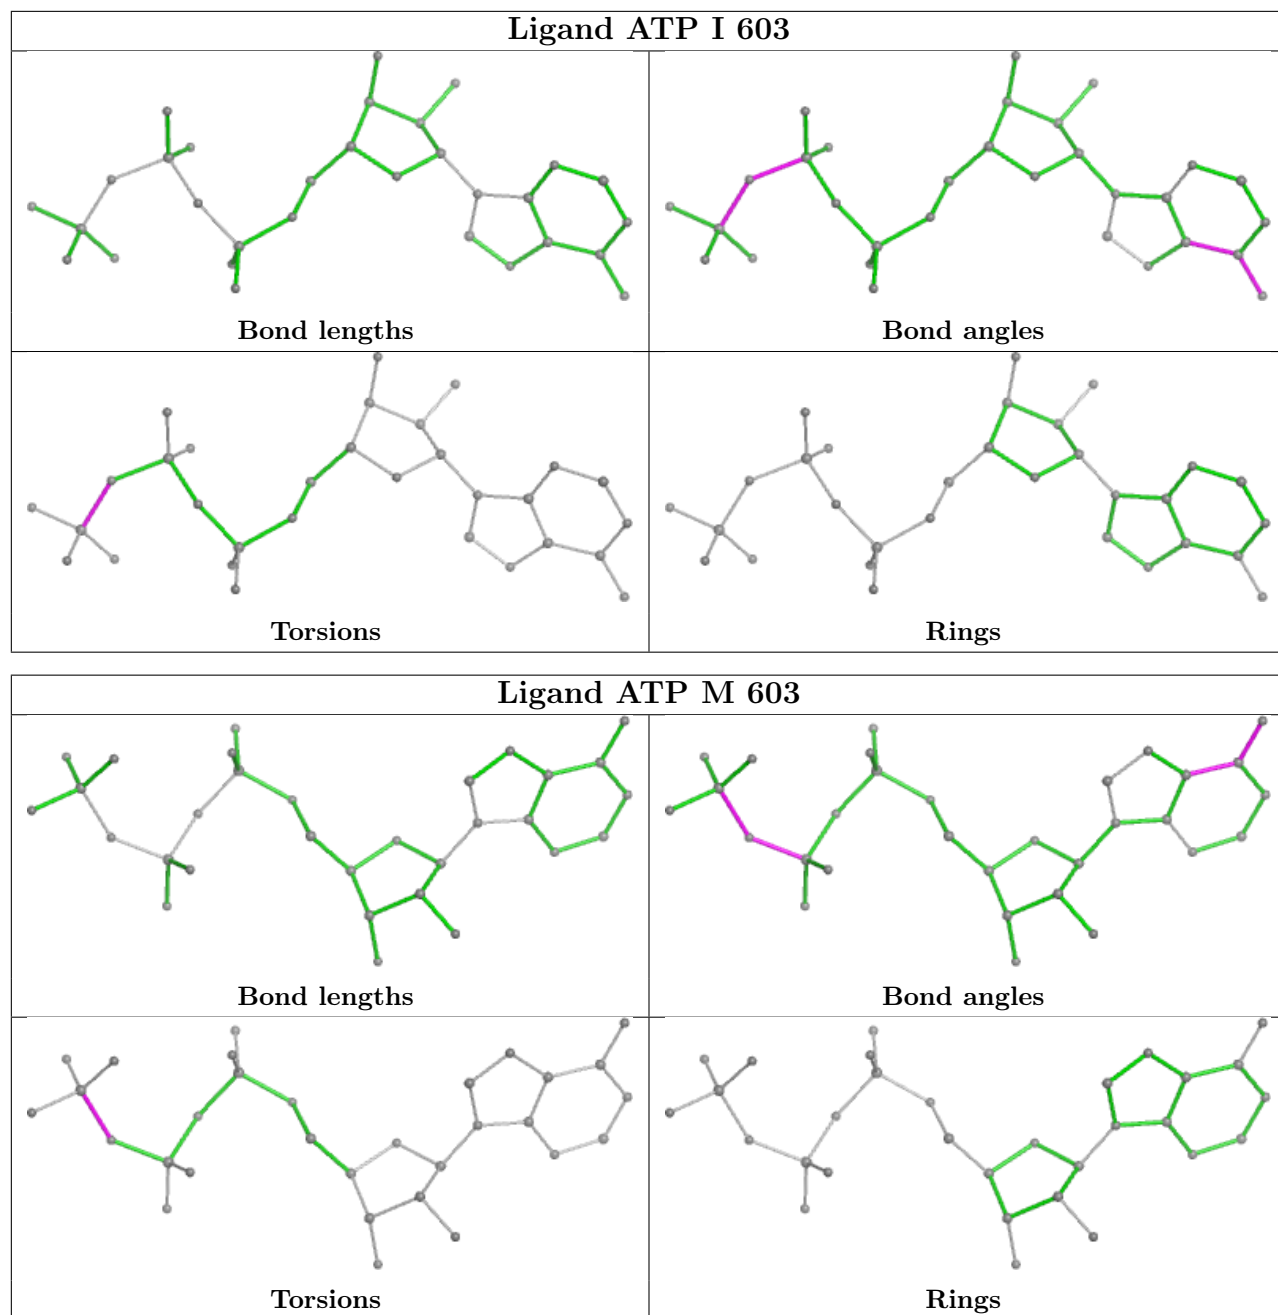 Ligand ATP I 603
Bond lengths
Bond angles
Torsions
Rings
Ligand ATP M 603
Bond lengths
Bond angles
Torsions
Rings